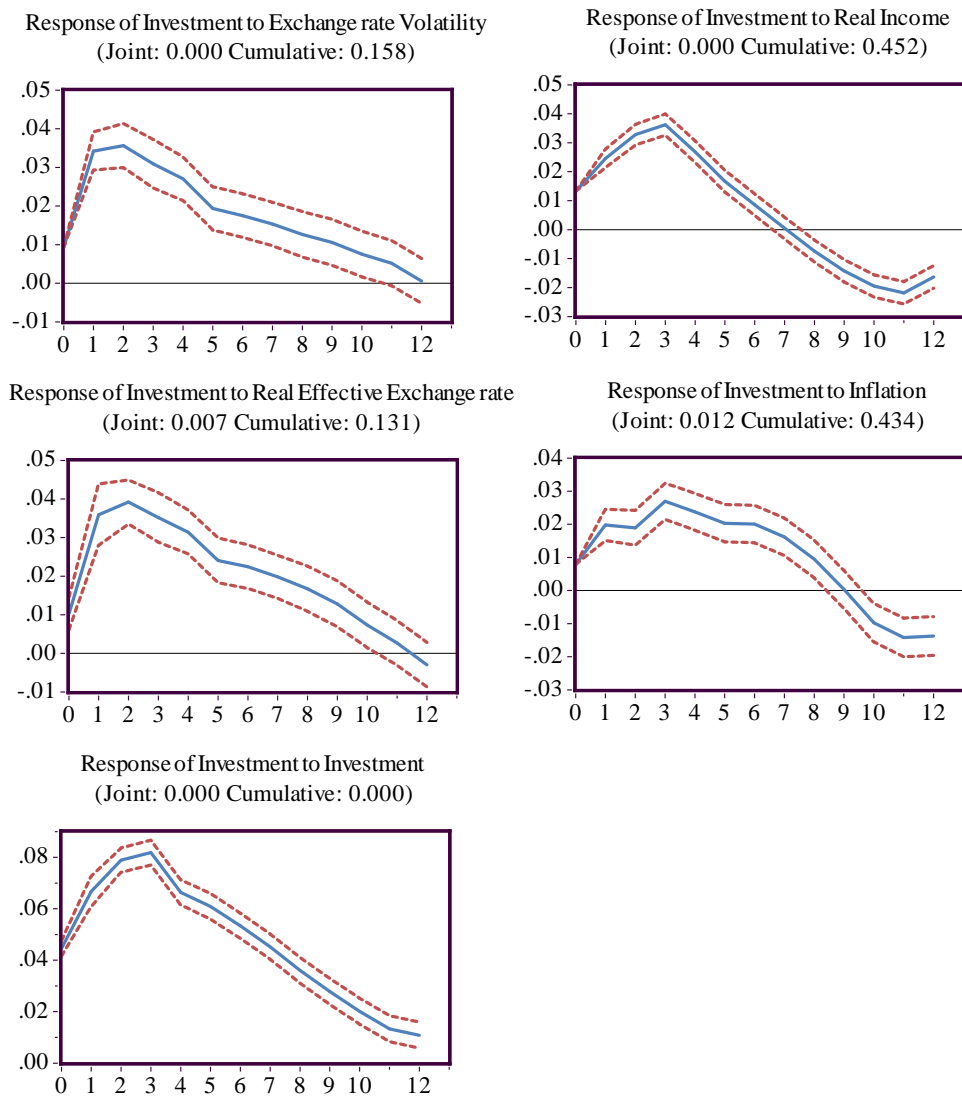 Response of Investment to Exchange rate Volatility
(Joint: 0.000 Cumulative: 0.158)
.05
.04
.03
.02
.01
.00
-.01
0 1 2 3 4 5 6 7 8 9 10 12
Response of Investment to Real Income
(Joint: 0.000 Cumulative: 0.452)
.05
.04
.03
.02
.01
.00
-.01
-.02
-.03
0 1 2 3 4 5 6 7 8 9 10 12
Response of Investment to Real Effective Exchange rate
(Joint: 0.007 Cumulative: 0.131)
.05
.04
.03
.02
.01
.00
-.01
0 1 2 3 4 5 6 7 8 9 10 12
Response of Investment to Inflation
(Joint: 0.012 Cumulative: 0.434)
.04
.03
.02
.01
.00
-.01
-.02
-.03
0 1 2 3 4 5 6 7 8 9 10 12
Response of Investment to Investment
(Joint: 0.000 Cumulative: 0.000)
.08
.06
.04
.02
.00
0 1 2 3 4 5 6 7 8 9 10 12